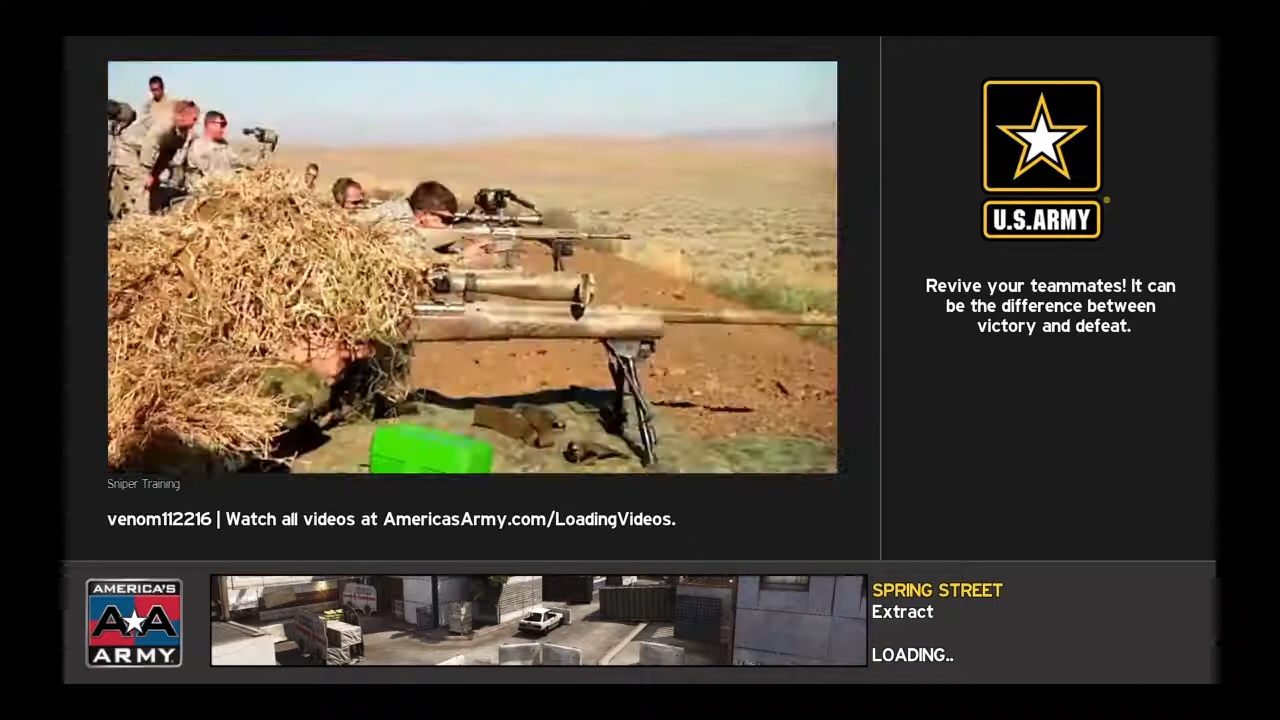 U.S.ARMY
®
Revive your teammates! It can
be the difference between
victory and defeat.
Sniper Training
venom112216 | Watch all videos at AmericasArmy.com/LoadingVideos.
AMERICA'S
AA
ARMY
SPRING STREET
Extract
LOADING..